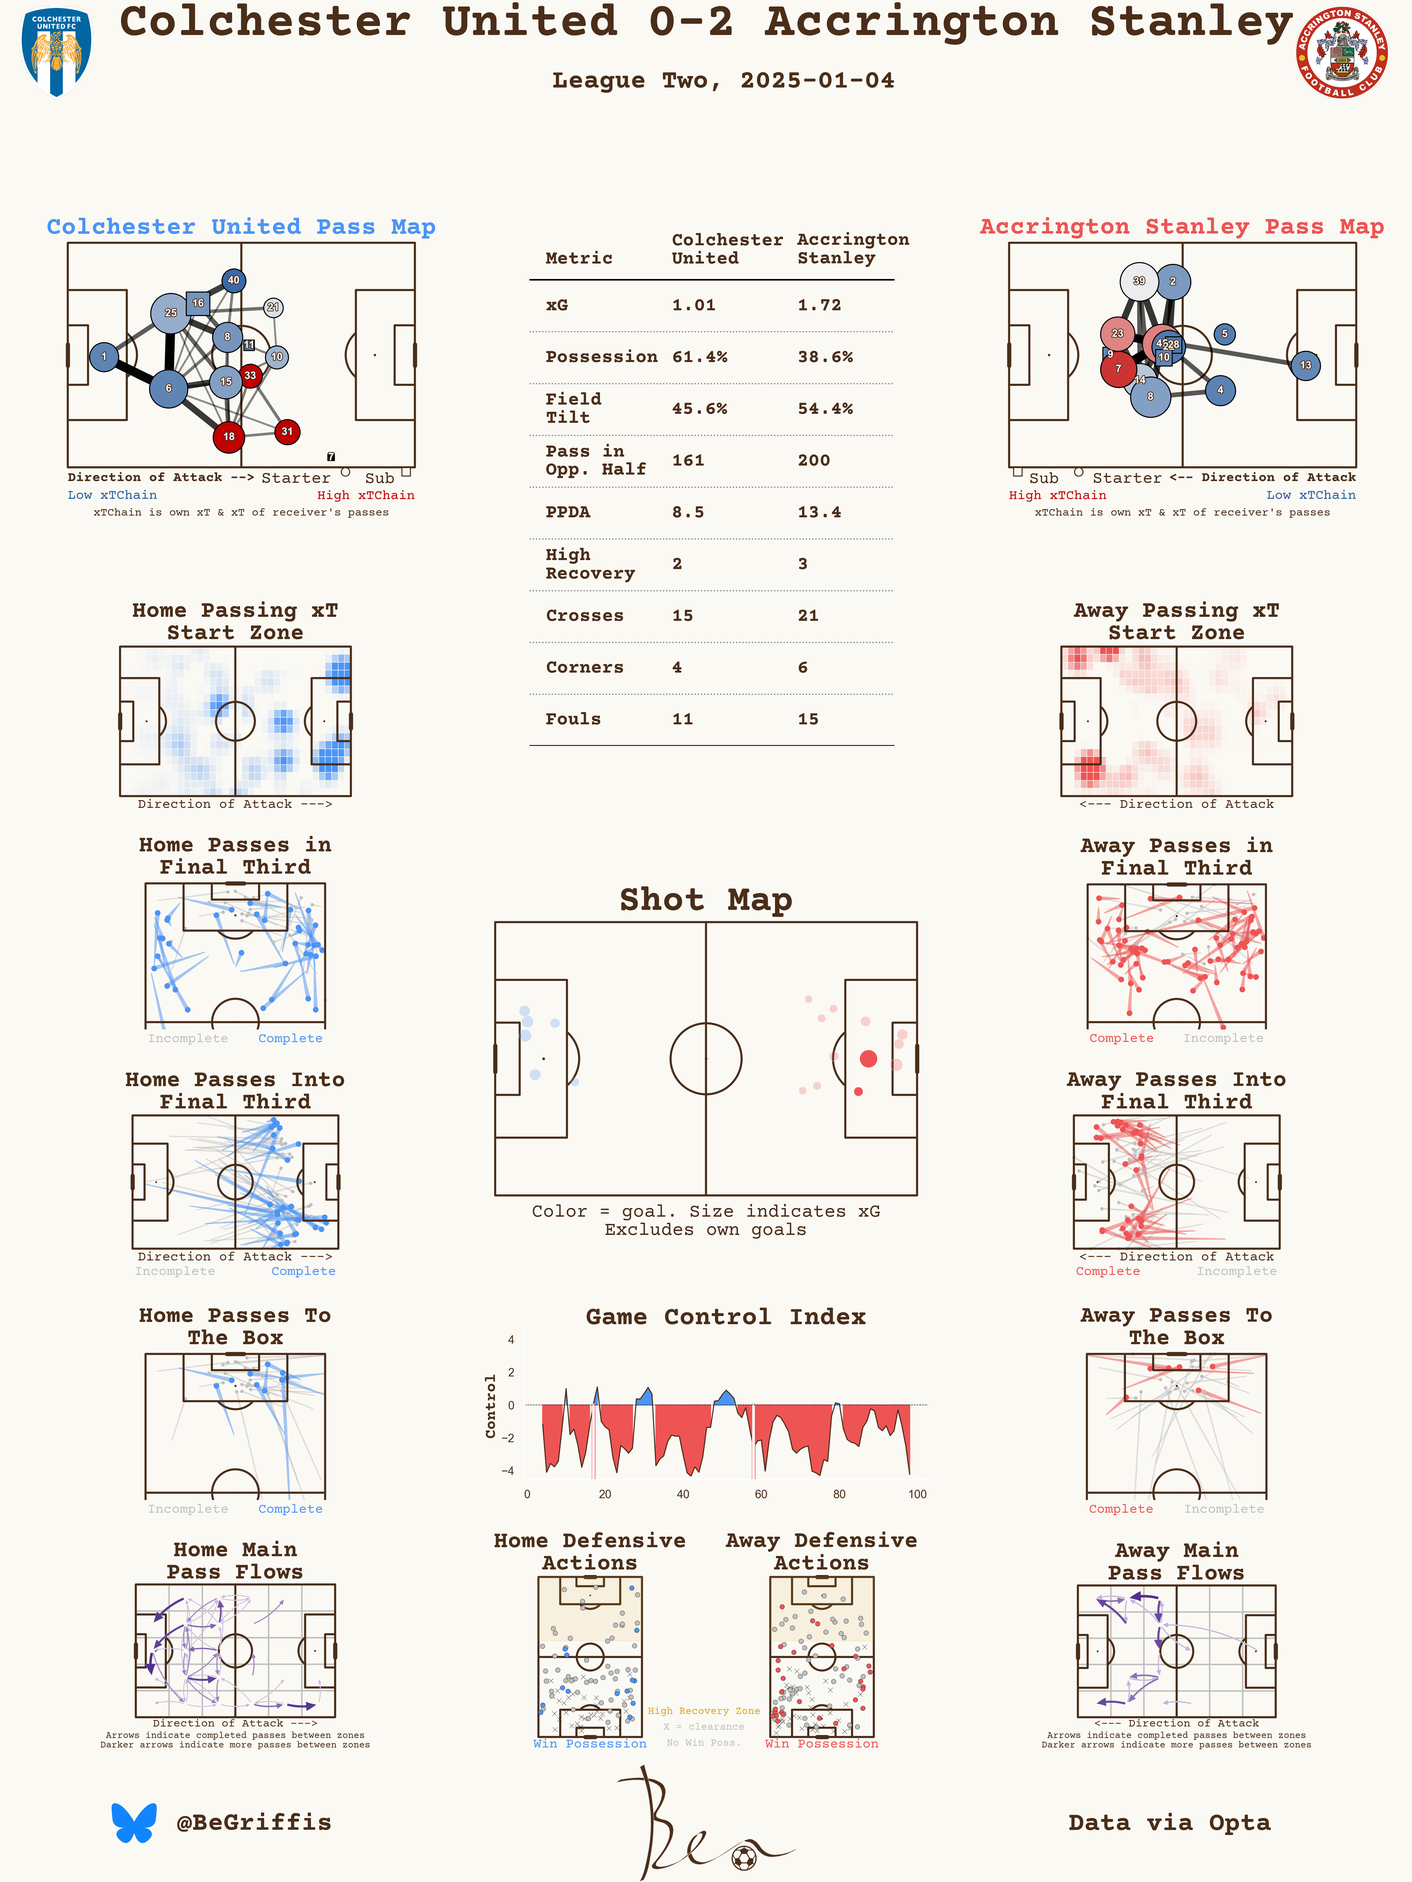 Colchester United 0-2 Accrington Stanley
League Two, 2025-01-04
COLCHESTER
UNITED FC
ACCRINGTON STANLEY
FOOTBALL CLUB
Colchester United Pass Map
40
16
21
25
8
11
1
10
33
15
6
18
31
7
Direction of Attack --> Starter Sub
Low xTChain High xTChain
xTChain is own xT & xT of receiver's passes
Metric Colchester United Accrington Stanley
xG 1.01 1.72
Possession 61.4% 38.6%
Field Tilt 45.6% 54.4%
Pass in Opp. Half 161 200
PPDA 8.5 13.4
High Recovery 2 3
Crosses 15 21
Corners 4 6
Fouls 11 15
Accrington Stanley Pass Map
39
2
23
5
28
9
10
7
13
14
8
4
Sub Starter <-- Direction of Attack
High xTChain Low xTChain
xTChain is own xT & xT of receiver's passes
Home Passing xT
Start Zone
Direction of Attack --->
Away Passing xT
Start Zone
<--- Direction of Attack
Home Passes in
Final Third
Incomplete Complete
Shot Map
Color = goal. Size indicates xG
Excludes own goals
Away Passes in
Final Third
Complete Incomplete
Home Passes Into
Final Third
Direction of Attack --->
Incomplete Complete
Away Passes Into
Final Third
<--- Direction of Attack
Complete Incomplete
Home Passes To
The Box
Incomplete Complete
Game Control Index
Control
4
2
0
−2
−4
0 20 40 60 80 100
Away Passes To
The Box
Complete Incomplete
Home Main
Pass Flows
Direction of Attack --->
Arrows indicate completed passes between zones
Darker arrows indicate more passes between zones
Home Defensive
Actions
Win Possession
High Recovery Zone
X = clearance
No Win Poss.
Away Defensive
Actions
Win Possession
Away Main
Pass Flows
<--- Direction of Attack
Arrows indicate completed passes between zones
Darker arrows indicate more passes between zones
@BeGriffis
Ben
Data via Opta